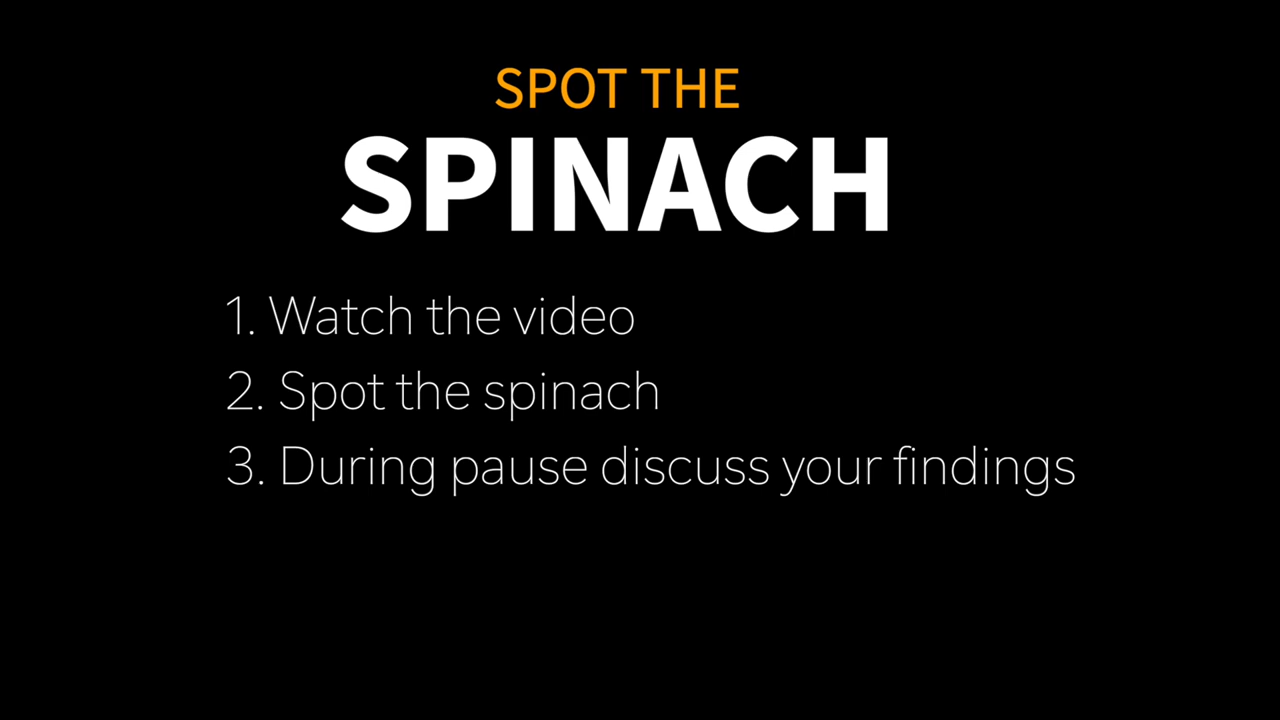 SPOT THE
SPINACH
1. Watch the video
2. Spot the spinach
3. During pause discuss your findings